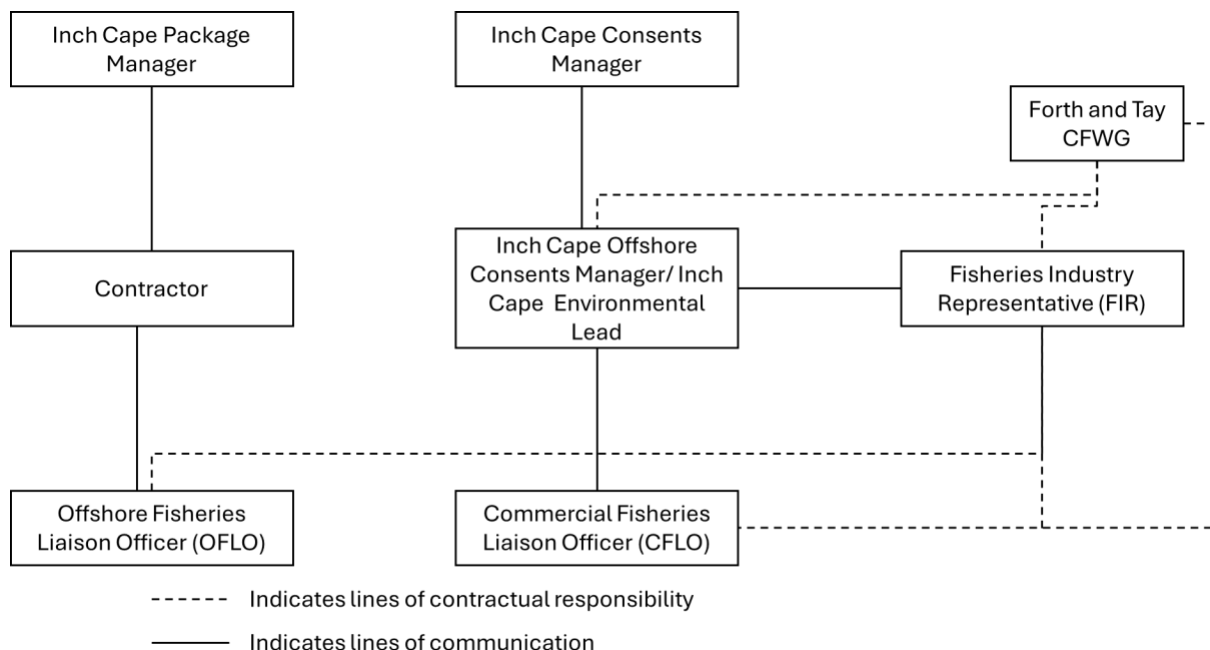 Inch Cape Package
Manager
Inch Cape Consents
Manager
Forth and Tay
CFWG
Contractor
Inch Cape Offshore
Consents Manager/ Inch
Cape Environmental
Lead
Fisheries Industry
Representative (FIR)
Offshore Fisheries
Liaison Officer (OFLO)
Commercial Fisheries
Liaison Officer (CFLO)
Indicates lines of contractual responsibility
Indicates lines of communication